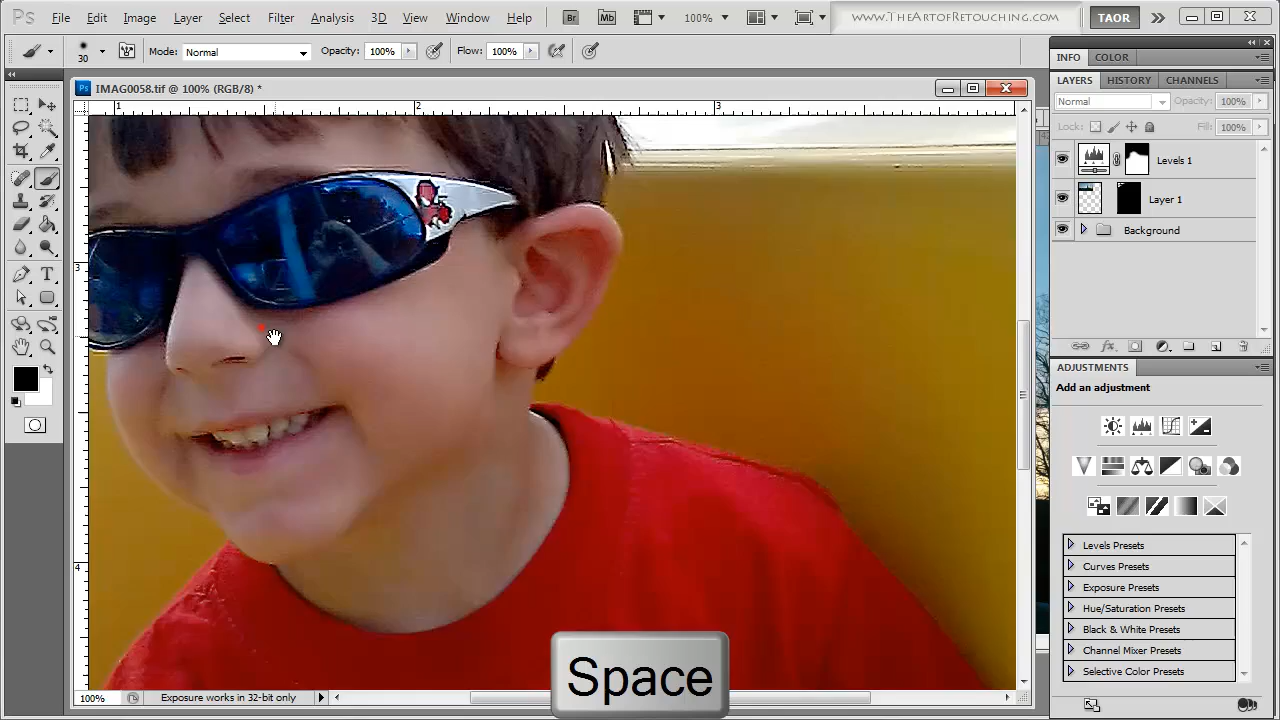 Ps File Edit Image Layer Select Filter Analysis 3D View Window Help Br Mb 100% www.TheArtofRetouching.com TAOR
30 Mode: Normal Opacity: 100% Flow: 100%
INFO COLOR
Ps IMAG0058.tif @ 100% (RGB/8) *
LAYERS HISTORY CHANNELS
1 2 3
Normal Opacity: 100%
Lock: Fill: 100%
Levels 1
Layer 1
Background
3
T
ADJUSTMENTS
Add an adjustment
4
Levels Presets
Curves Presets
Exposure Presets
Hue/Saturation Presets
Black & White Presets
Channel Mixer Presets
Selective Color Presets
Space
100% Exposure works in 32-bit only